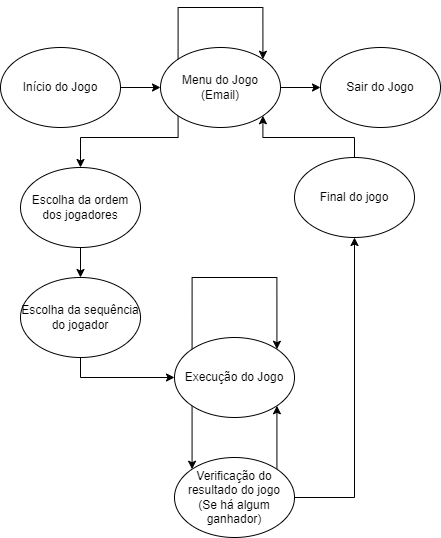 Início do Jogo
Menu do Jogo
(Email)
Sair do Jogo
Escolha da ordem
dos jogadores
Final do jogo
Escolha da sequência
do jogador
Execução do Jogo
Verificação do
resultado do jogo
(Se há algum
ganhador)